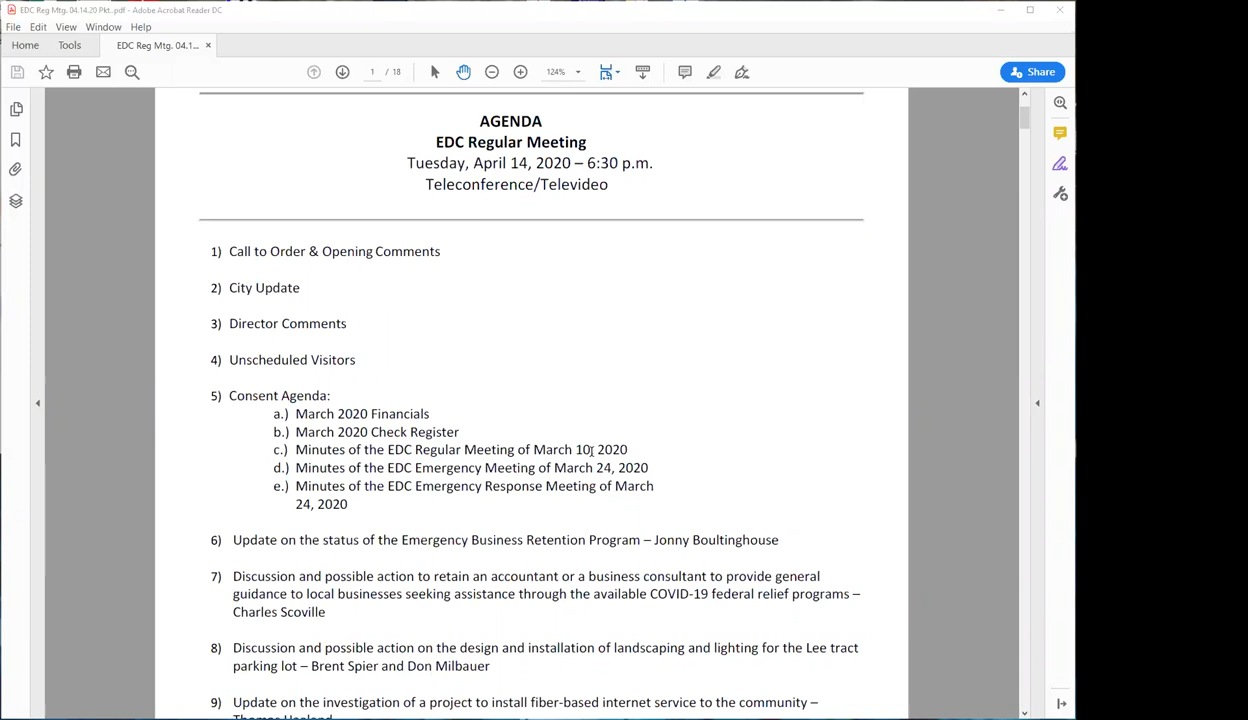 EDC Reg Mtg. 04.14.20 Pkt..pdf - Adobe Acrobat Reader DC
File Edit View Window Help
Home Tools EDC Reg Mtg. 04.1... ×
1 / 18 124% Share
AGENDA
EDC Regular Meeting
Tuesday, April 14, 2020 – 6:30 p.m.
Teleconference/Televideo
1) Call to Order & Opening Comments
2) City Update
3) Director Comments
4) Unscheduled Visitors
5) Consent Agenda:
a.) March 2020 Financials
b.) March 2020 Check Register
c.) Minutes of the EDC Regular Meeting of March 10, 2020
d.) Minutes of the EDC Emergency Meeting of March 24, 2020
e.) Minutes of the EDC Emergency Response Meeting of March
24, 2020
6) Update on the status of the Emergency Business Retention Program – Jonny Boultinghouse
7) Discussion and possible action to retain an accountant or a business consultant to provide general
guidance to local businesses seeking assistance through the available COVID-19 federal relief programs –
Charles Scoville
8) Discussion and possible action on the design and installation of landscaping and lighting for the Lee tract
parking lot – Brent Spier and Don Milbauer
9) Update on the investigation of a project to install fiber-based internet service to the community –